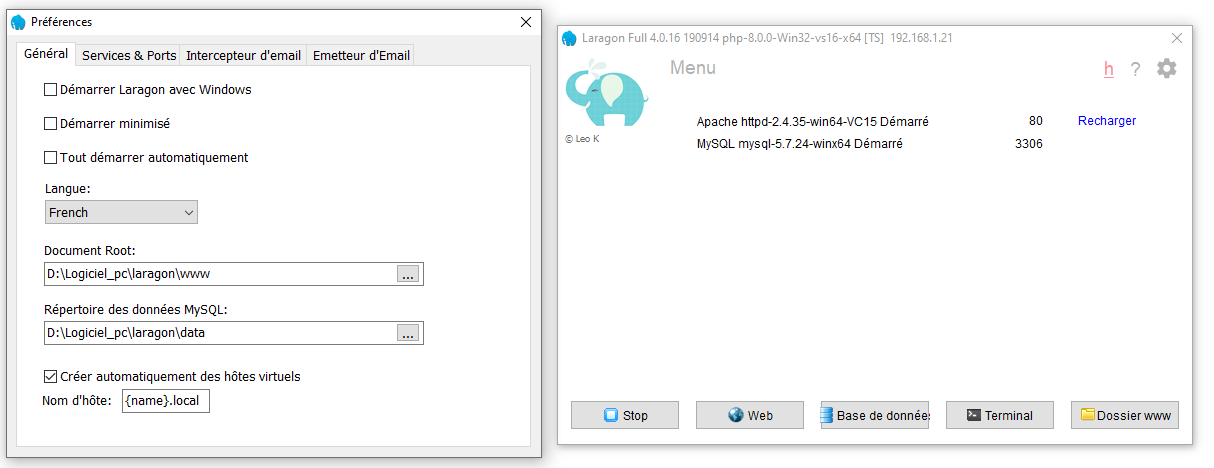 Préférences
Général
Services & Ports
Intercepteur d'email
Emetteur d'Email
Démarrer Laragon avec Windows
Démarrer minimisé
Tout démarrer automatiquement
Langue:
French
Document Root:
D:\Logiciel_pc\laragon\www
...
Répertoire des données MySQL:
D:\Logiciel_pc\laragon\data
...
Créer automatiquement des hôtes virtuels
Nom d'hôte: {name}.local
Laragon Full 4.0.16 190914 php-8.0.0-Win32-vs16-x64 [TS] 192.168.1.21
Menu
h ?
© Leo K
Apache httpd-2.4.35-win64-VC15 Démarré 80 Recharger
MySQL mysql-5.7.24-winx64 Démarré 3306
Stop
Web
Base de données
Terminal
Dossier www